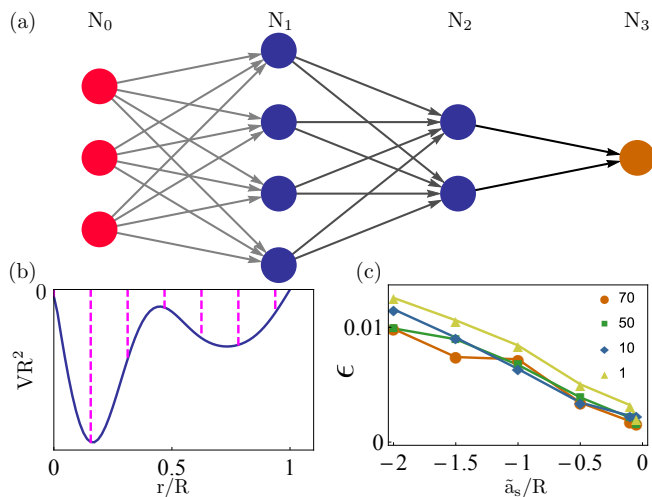 (a) N₀ N₁ N₂ N₃
(b)
0
VR²
0 0.5 1
r/R
(c)
70
50
10
1
0.01
ϵ
0
−2 −1.5 −1 −0.5 0
ãₛ/R